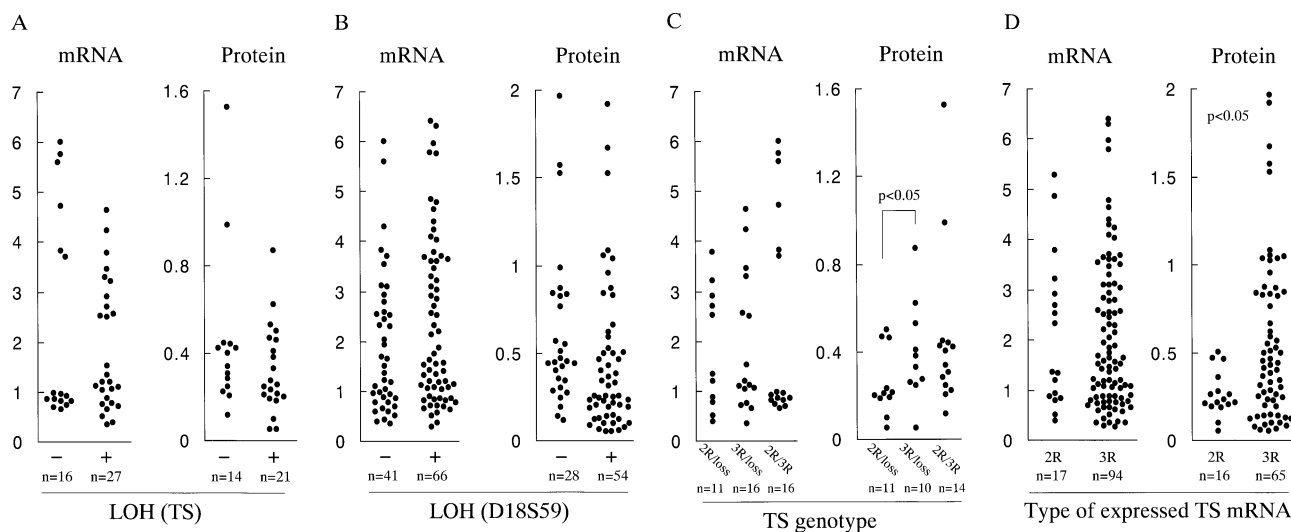 A
B
C
D
mRNA
Protein
mRNA
Protein
mRNA
Protein
mRNA
Protein
7
6
5
4
3
2
1
0
1.6
1.2
0.8
0.4
0
7
6
5
4
3
2
1
0
2
1.5
1
0.5
0
7
6
5
4
3
2
1
0
1.6
1.2
0.8
0.4
0
p<0.05
7
6
5
4
3
2
1
0
2
1.5
1
0.5
0
p<0.05
− +
n=16 n=27
− +
n=14 n=21
LOH (TS)
− +
n=41 n=66
− +
n=28 n=54
LOH (D18S59)
2R/loss 3R/loss 2R/3R
n=11 n=16 n=16
2R/loss 3R/loss 2R/3R
n=11 n=10 n=14
TS genotype
2R 3R
n=17 n=94
2R 3R
n=16 n=65
Type of expressed TS mRNA